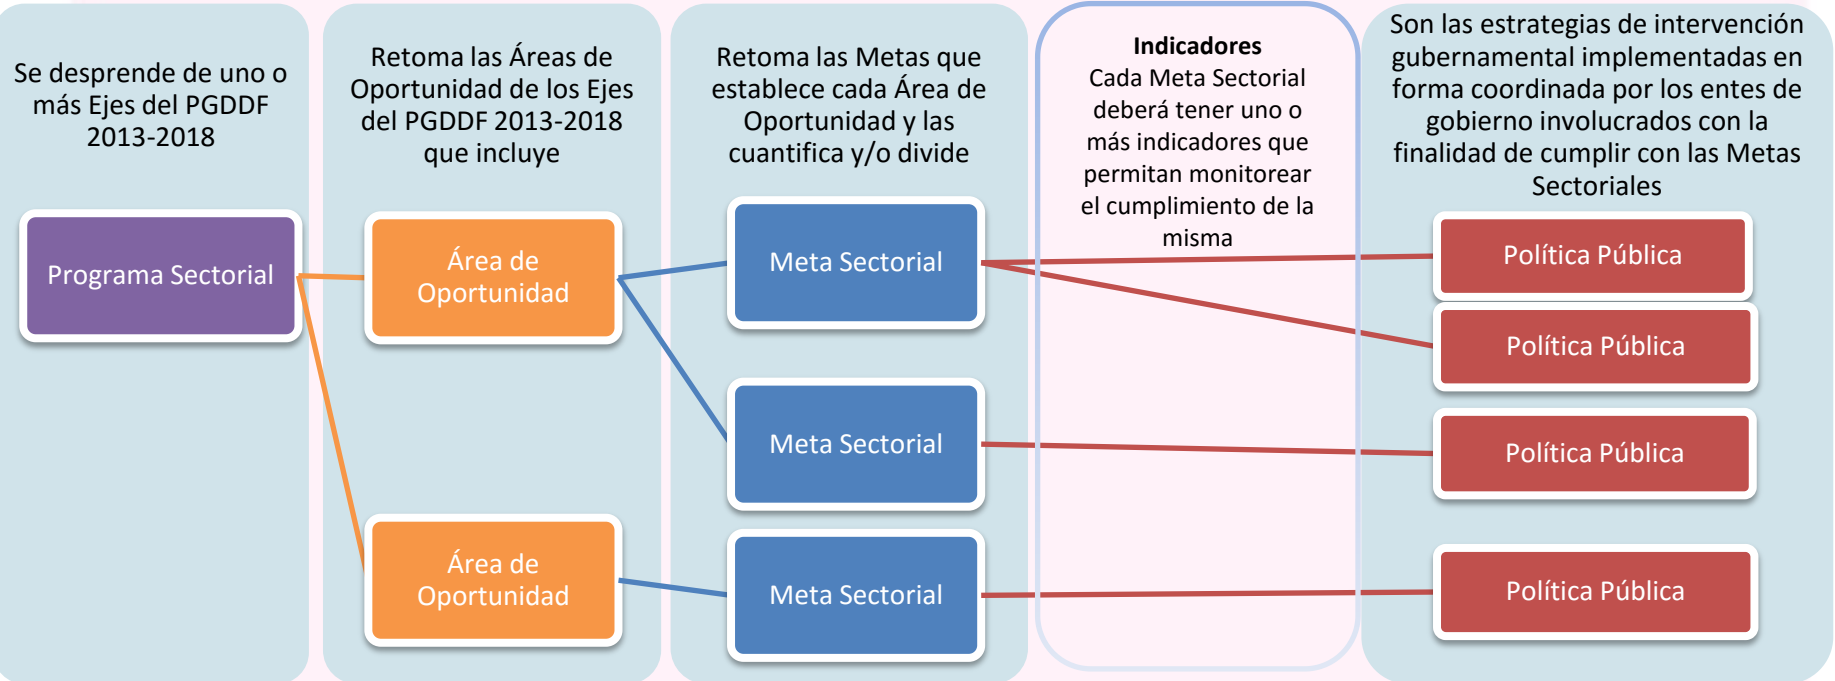 Se desprende de uno o
más Ejes del PGDDF
2013-2018
Programa Sectorial
Retoma las Áreas de
Oportunidad de los Ejes
del PGDDF 2013-2018
que incluye
Área de
Oportunidad
Área de
Oportunidad
Retoma las Metas que
establece cada Área de
Oportunidad y las
cuantifica y/o divide
Meta Sectorial
Meta Sectorial
Meta Sectorial
Indicadores
Cada Meta Sectorial
deberá tener uno o
más indicadores que
permitan monitorear
el cumplimiento de la
misma
Son las estrategias de intervención
gubernamental implementadas en
forma coordinada por los entes de
gobierno involucrados con la
finalidad de cumplir con las Metas
Sectoriales
Política Pública
Política Pública
Política Pública
Política Pública